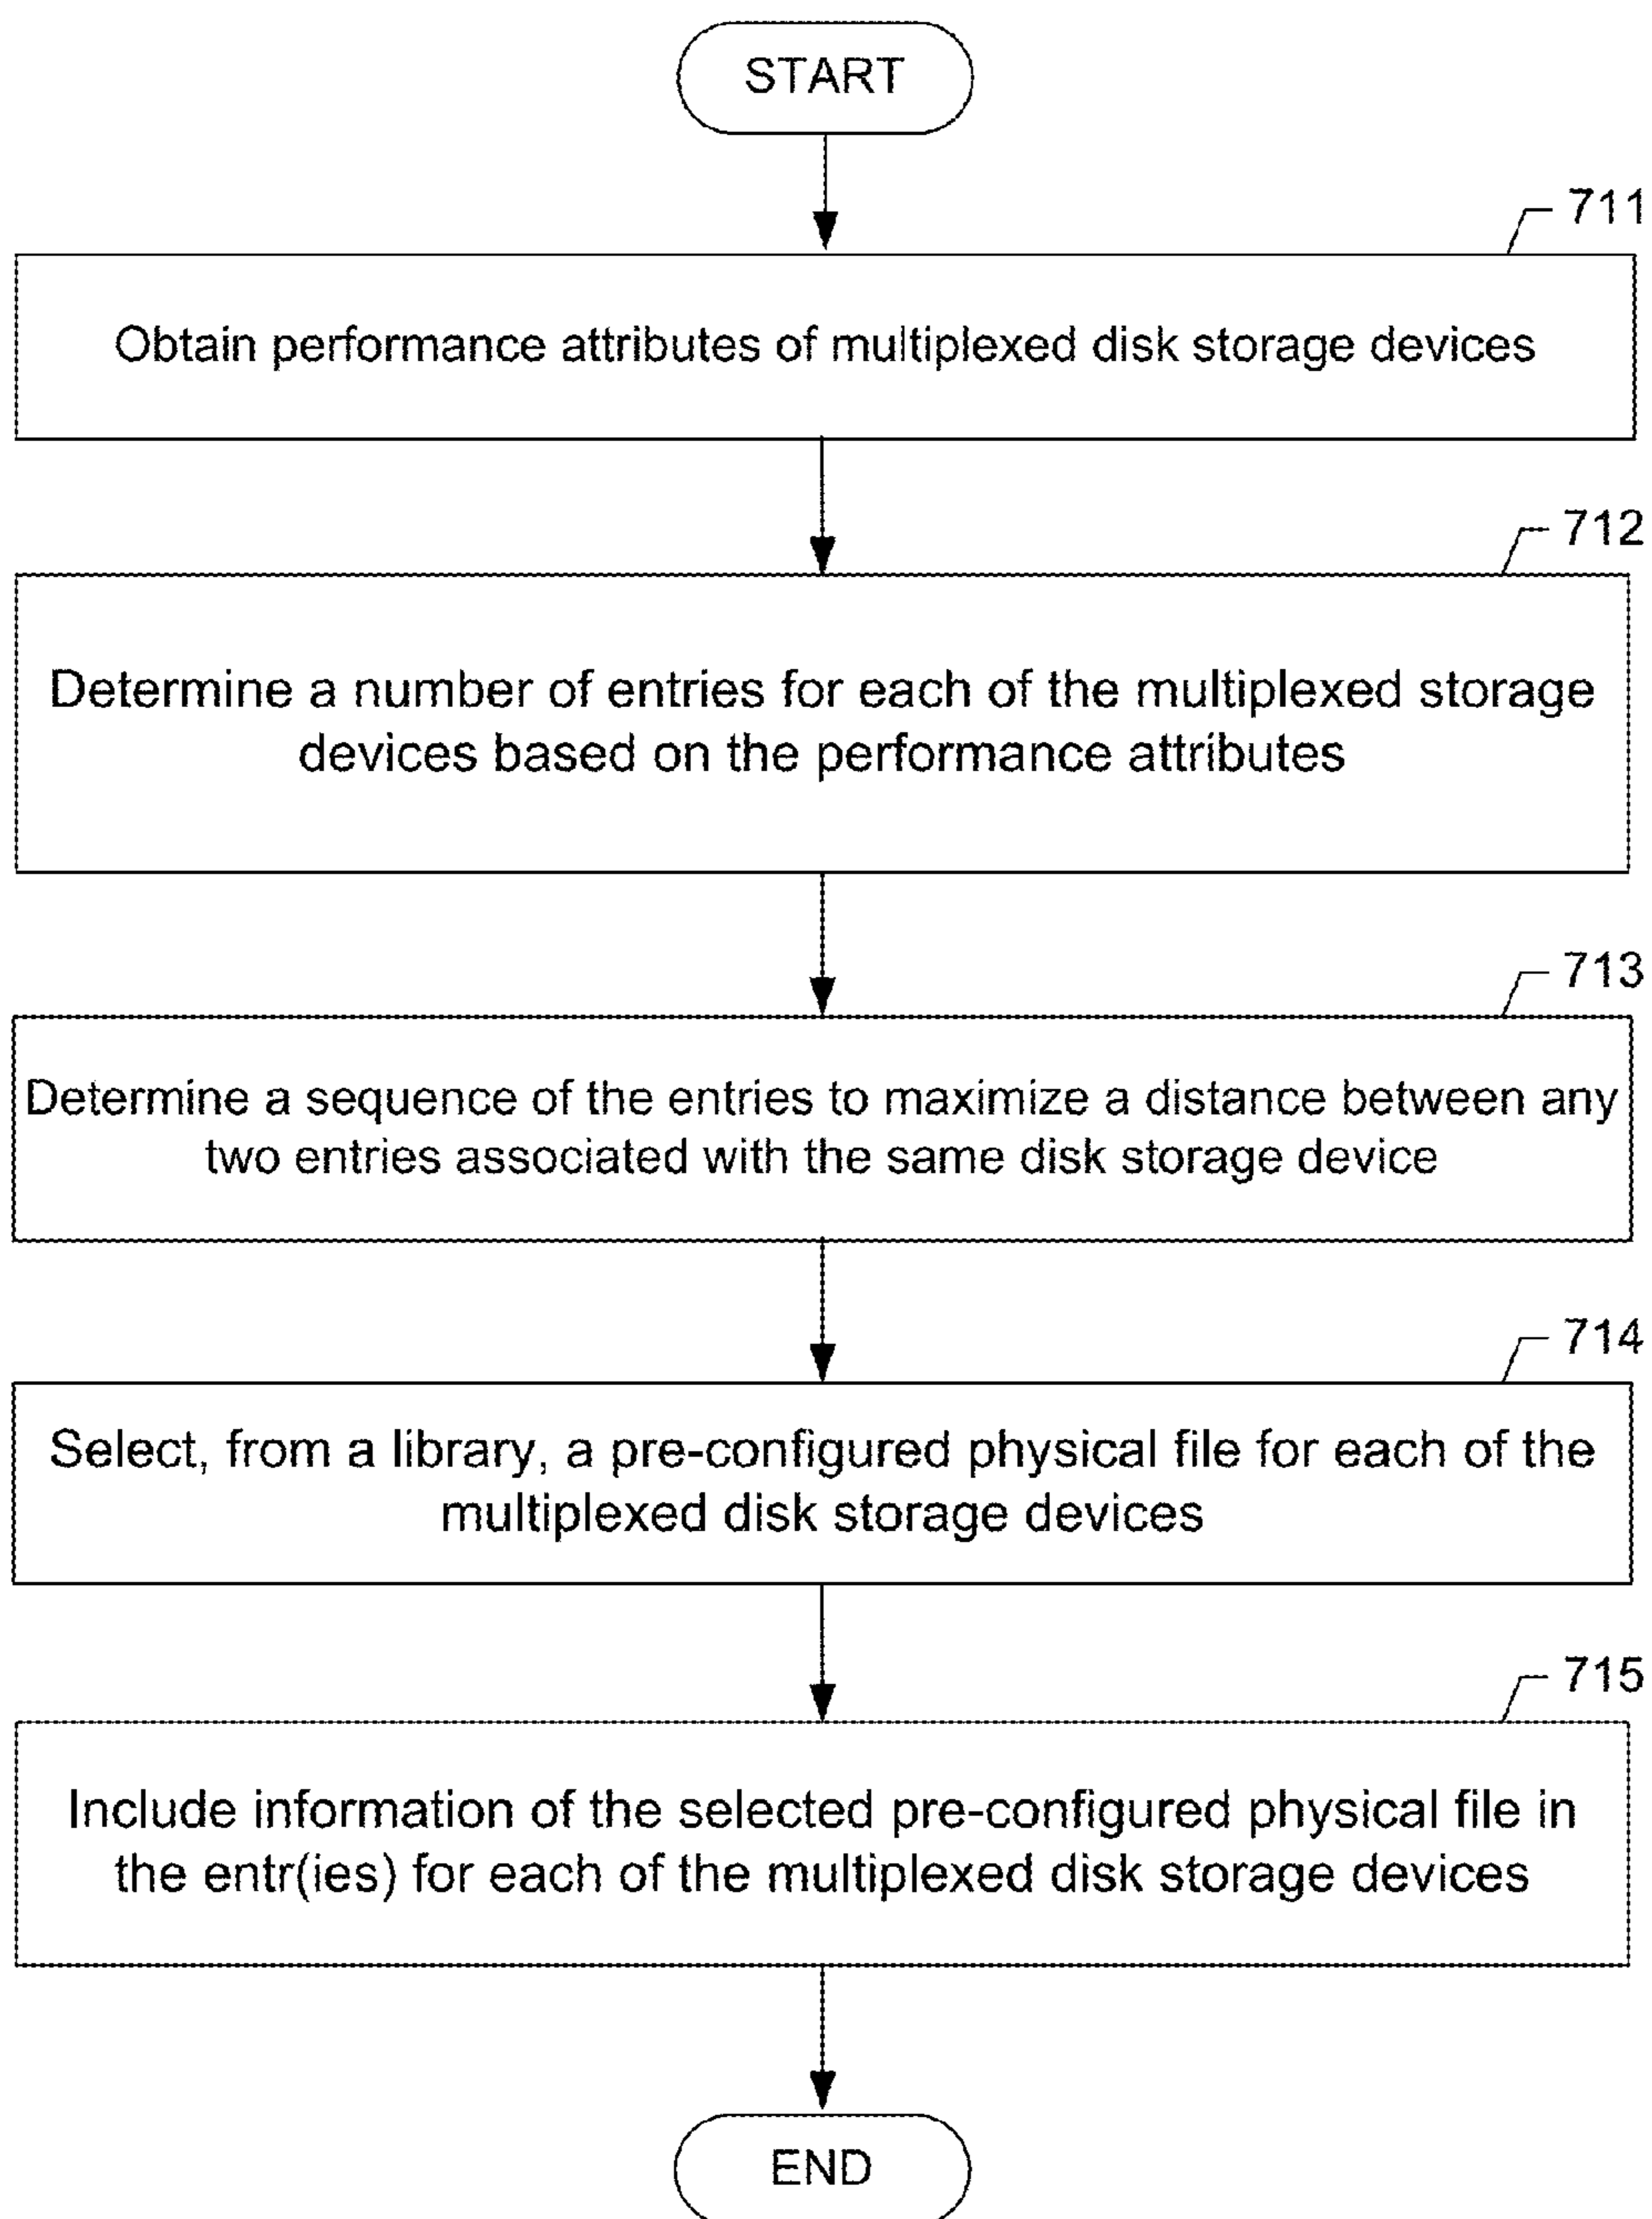 START
711
Obtain performance attributes of multiplexed disk storage devices
712
Determine a number of entries for each of the multiplexed storage
devices based on the performance attributes
713
Determine a sequence of the entries to maximize a distance between any
two entries associated with the same disk storage device
714
Select, from a library, a pre-configured physical file for each of the
multiplexed disk storage devices
715
Include information of the selected pre-configured physical file in
the entr(ies) for each of the multiplexed disk storage devices
END